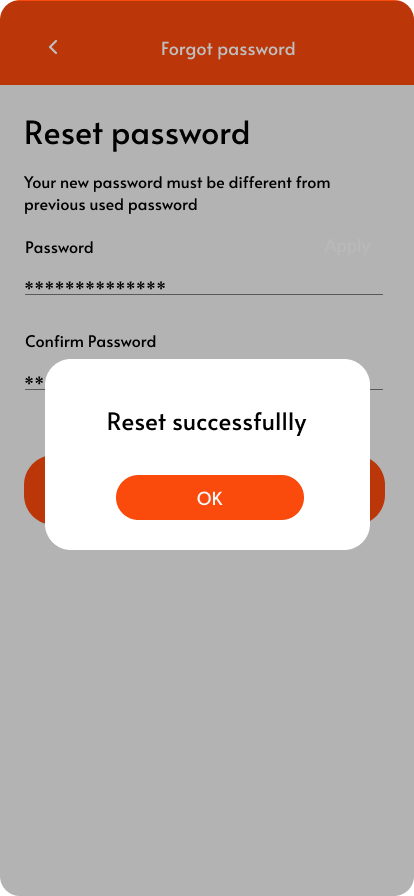 Forgot password
Reset password
Your new password must be different from
previous used password
Password
Apply
**************
Confirm Password
**
Reset successfullly
OK